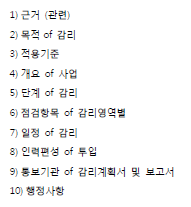 1) 근거 (관련)
2) 목적 of 감리
3) 적용기준
4) 개요 of 사업
5) 단계 of 감리
6) 점검항목 of 감리영역별
7) 일정 of 감리
8) 인력편성 of 투입
9) 통보기관 of 감리계획서 및 보고서
10) 행정사항